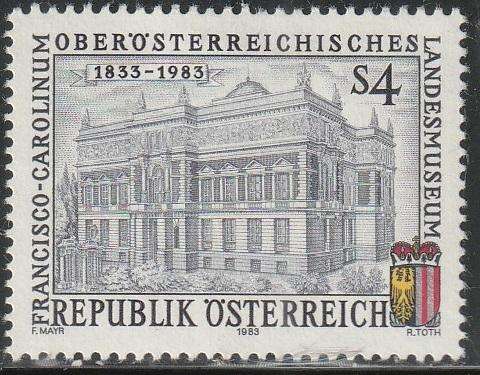 FRANCISCO-CAROLINUM
OBERÖSTERREICHISCHES
LANDESMUSEUM
1833-1983
S4
REPUBLIK ÖSTERREICH
F. MAYR
1983
R. TOTH